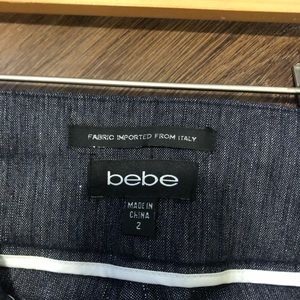 FABRIC IMPORTED FROM ITALY
bebe
MADE IN
CHINA
2